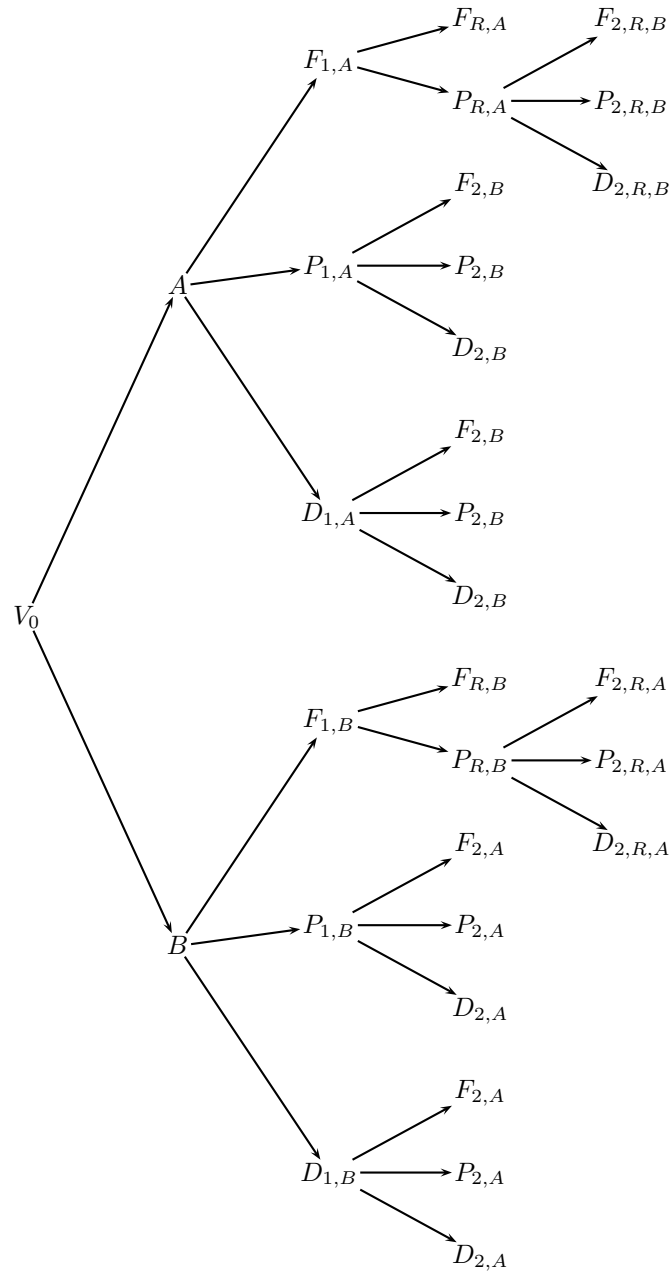 F_{R,A} F_{2,R,B}
F_{1,A}
P_{R,A} P_{2,R,B}
F_{2,B} D_{2,R,B}
P_{1,A} P_{2,B}
A
D_{2,B}
F_{2,B}
D_{1,A} P_{2,B}
D_{2,B}
V_0
F_{R,B} F_{2,R,A}
F_{1,B}
P_{R,B} P_{2,R,A}
F_{2,A} D_{2,R,A}
P_{1,B} P_{2,A}
B
D_{2,A}
F_{2,A}
D_{1,B} P_{2,A}
D_{2,A}